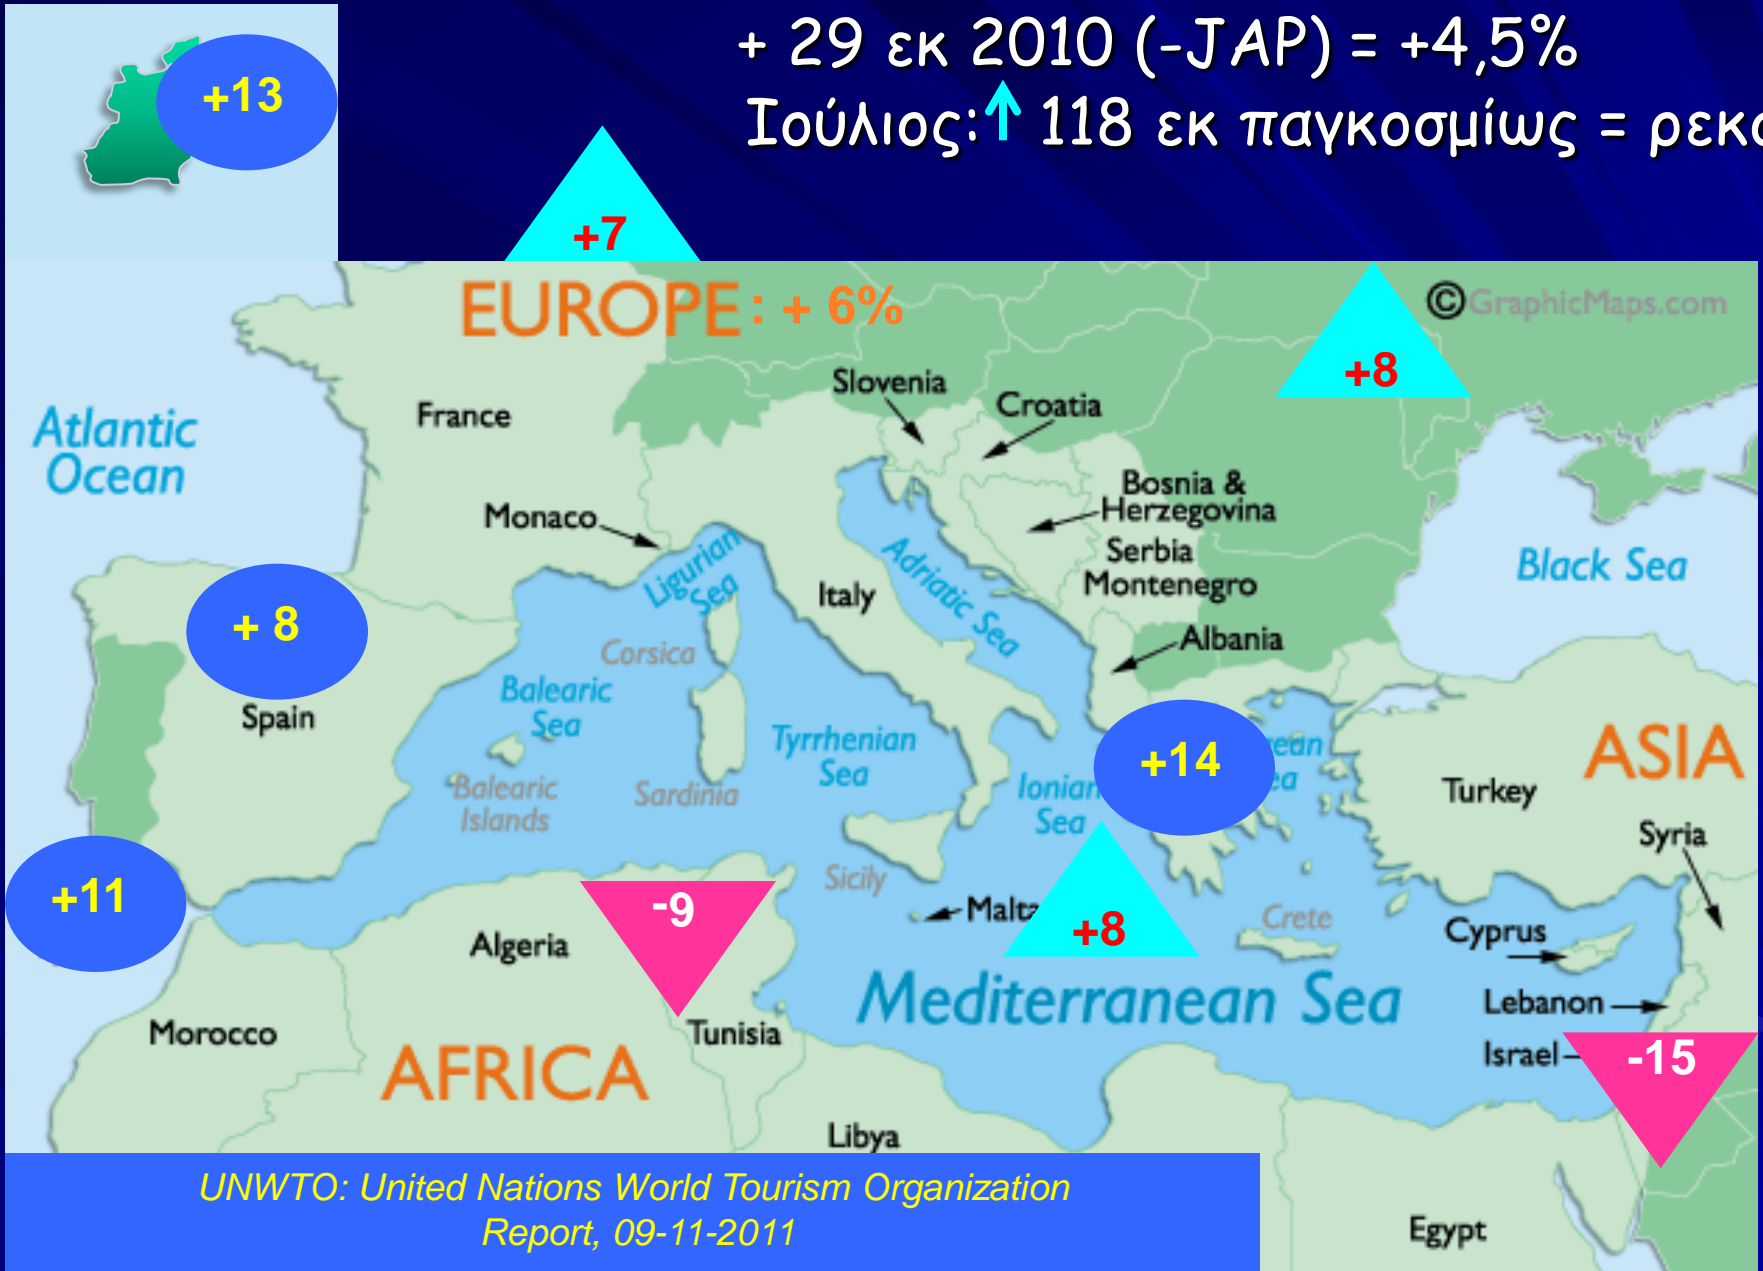 + 29 εκ 2010 (-JAP) = +4,5%
Ιούλιος:↑ 118 εκ παγκοσμίως =
+13
+7
EUROPE : + 6%
©GraphicMaps.com
+8
Slovenia
Croatia
France
Atlantic
Ocean
Bosnia &
Herzegovina
Monaco
Serbia
Montenegro
Black Sea
Ligurian
Sea
Adriatic Sea
Italy
+ 8
Albania
Corsica
Balearic
Sea
Spain
Tyrrhenian
Sea
+14
ASIA
Turkey
Balearic
Islands
Sardinia
Ionian
Sea
Syria
Sicily
+11
-9
Malta
+8
Crete
Algeria
Cyprus
Mediterranean Sea
Lebanon
Morocco
Tunisia
Israel
-15
AFRICA
Libya
UNWTO: United Nations World Tourism Organization
Report, 09-11-2011
Egypt